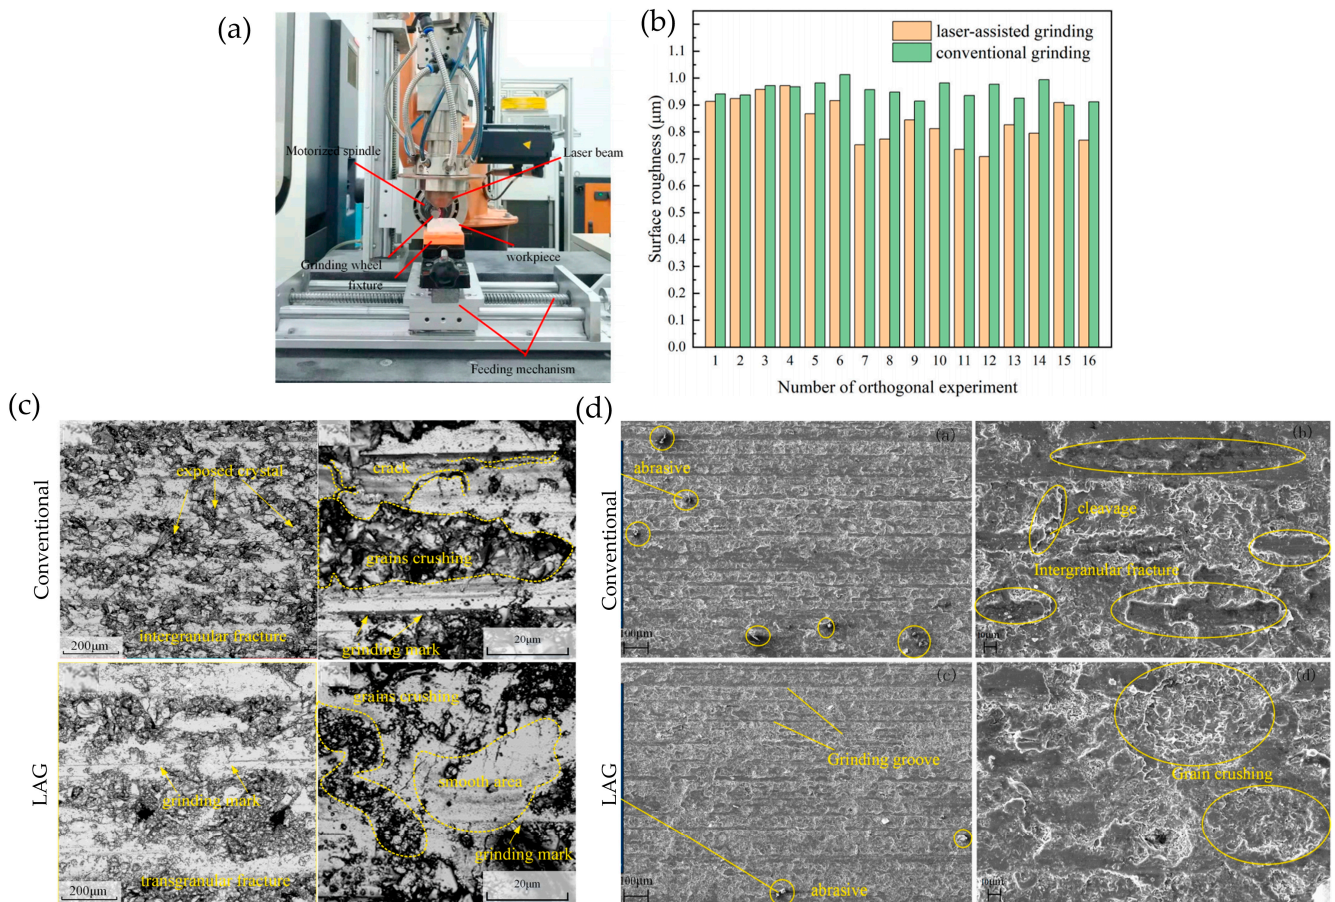 (a)
Motorized spindle
Laser beam
Grinding wheel
fixture
workpiece
Feeding mechanism
(b)
laser-assisted grinding
conventional grinding
Surface roughness (μm)
1.1
1.0
0.9
0.8
0.7
0.6
0.5
0.4
0.3
0.2
0.1
0.0
1 2 3 4 5 6 7 8 9 10 11 12 13 14 15 16
Number of orthogonal experiment
(c)
Conventional
exposed crystal
intergranular fracture
200μm
crack
grains crushing
grinding mark
20μm
LAG
grinding mark
transgranular fracture
200μm
grains crushing
smooth area
grinding mark
20μm
(d)
Conventional
(a)
abrasive
100μm
(b)
cleavage
Intergranular fracture
10μm
LAG
(c)
Grinding groove
abrasive
100μm
(d)
Grain crushing
10μm